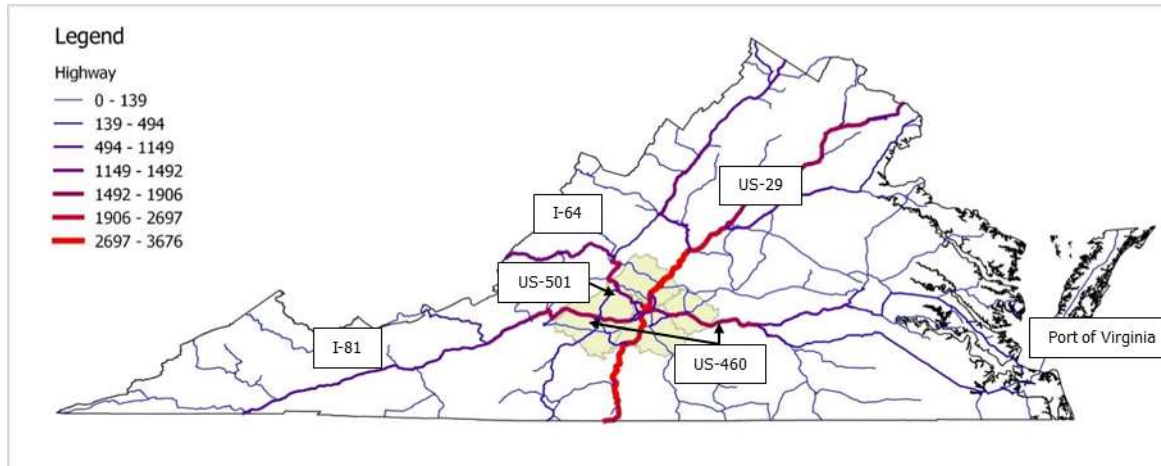 Legend
Highway
0 - 139
139 - 494
494 - 1149
1149 - 1492
1492 - 1906
1906 - 2697
2697 - 3676
US-29
I-64
US-501
I-81
US-460
Port of Virginia